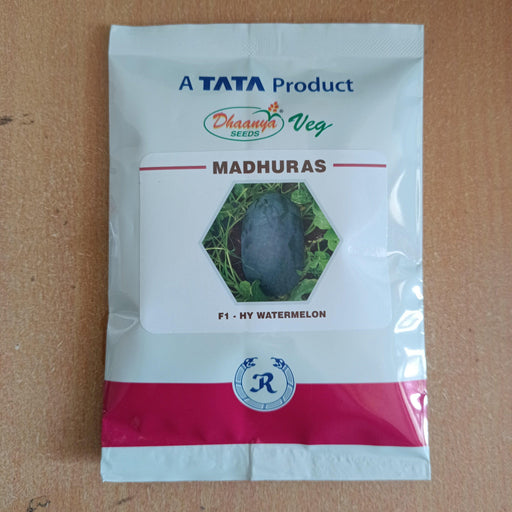 A TATA Product
Dhaanya Veg
SEEDS
MADHURAS
F1 - HY WATERMELON
R